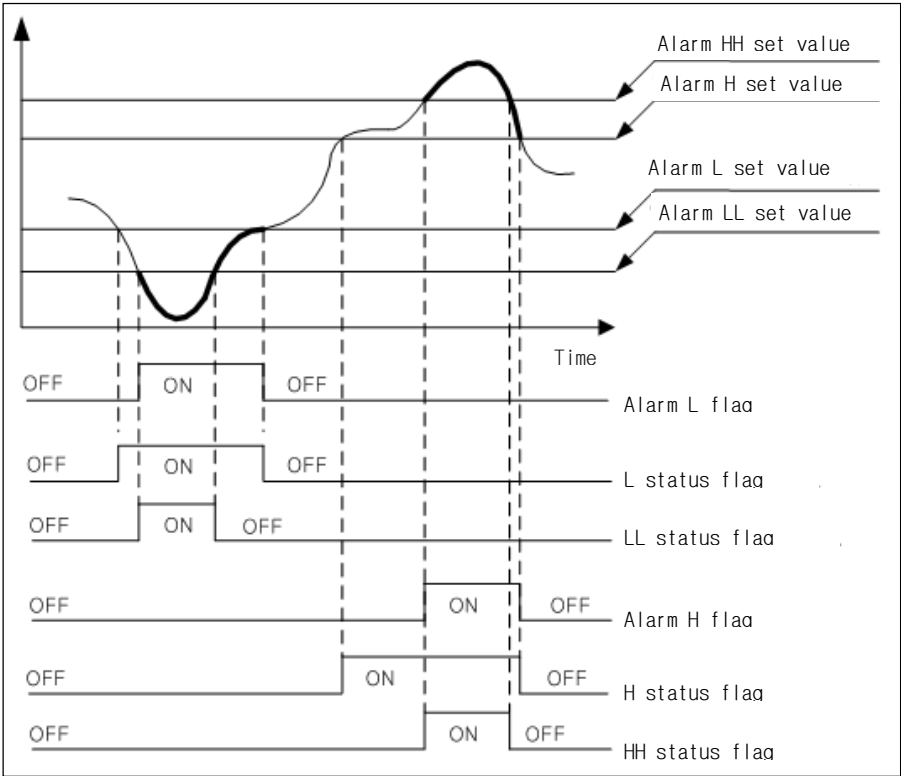 Alarm HH set value
Alarm H set value
Alarm L set value
Alarm LL set value
Time
OFF ON OFF
Alarm L flag
OFF ON OFF
L status flag
OFF ON OFF
LL status flag
OFF ON OFF
Alarm H flag
OFF ON OFF
H status flag
OFF ON OFF
HH status flag